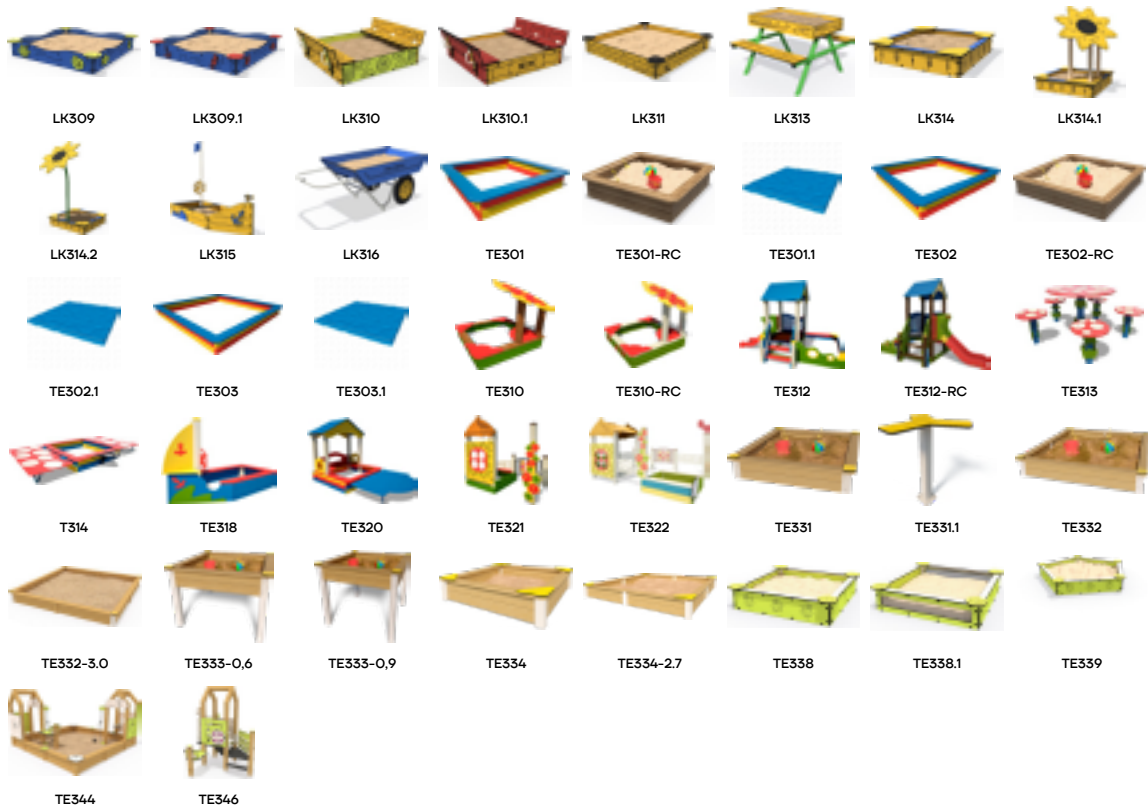 LK309 LK309.1 LK310 LK310.1 LK311 LK313 LK314 LK314.1
LK314.2 LK315 LK316 TE301 TE301-RC TE301.1 TE302 TE302-RC
TE302.1 TE303 TE303.1 TE310 TE310-RC TE312 TE312-RC TE313
T314 TE318 TE320 TE321 TE322 TE331 TE331.1 TE332
TE332-3.0 TE333-0,6 TE333-0,9 TE334 TE334-2.7 TE338 TE338.1 TE339
TE344 TE346